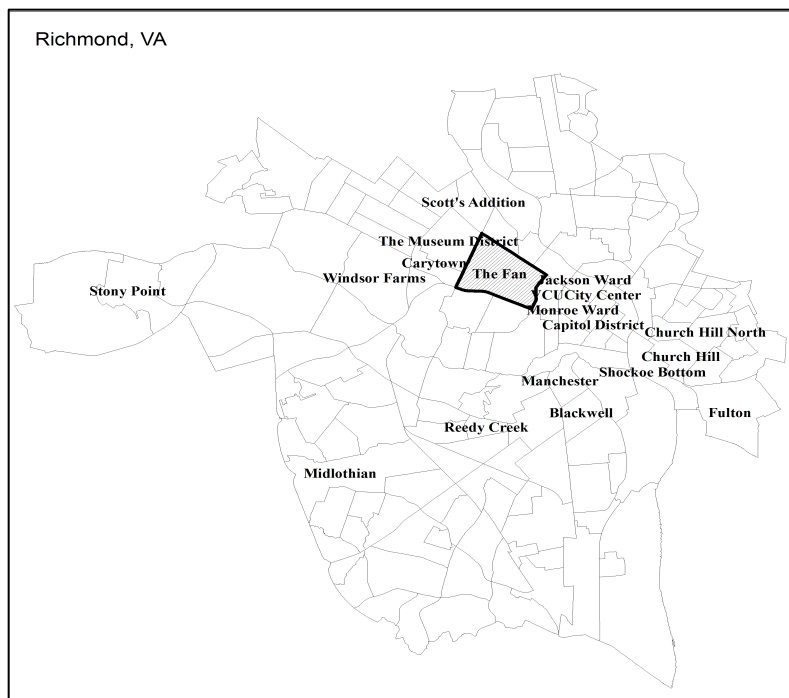 Richmond, VA
Scott's Addition
The Museum District
Carytown
The Fan
Windsor Farms
Jackson Ward
Stony Point
VCU City Center
Monroe Ward
Capitol District
Church Hill North
Church Hill
Shockoe Bottom
Manchester
Blackwell
Fulton
Reedy Creek
Midlothian